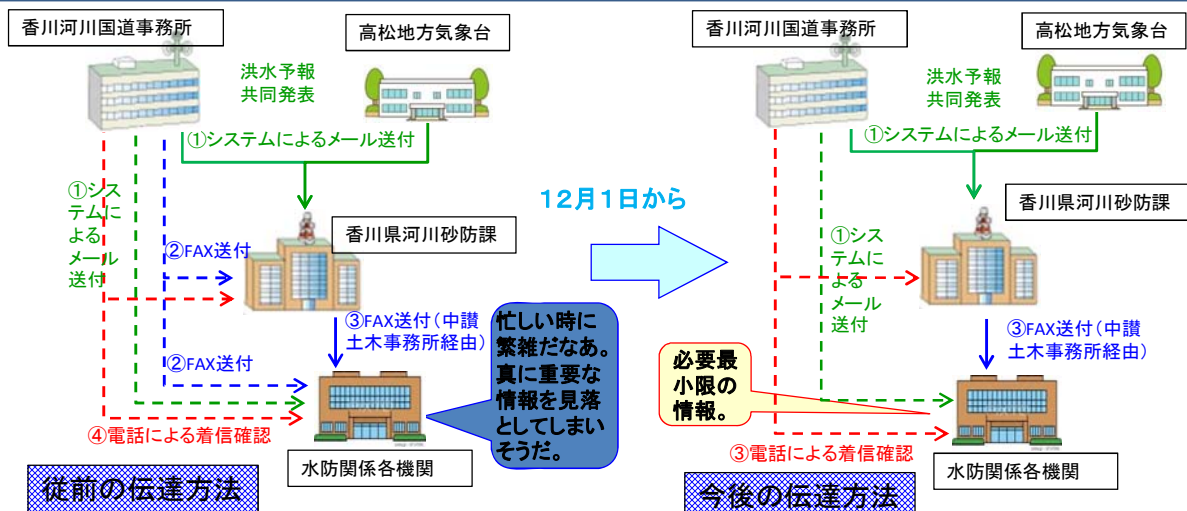 香川河川国道事務所
高松地方気象台
洪水予報
共同発表
①システムによるメール送付
①シス
テムに
よる
メール
送付
②FAX送付
香川県河川砂防課
③FAX送付(中讃
土木事務所経由)
②FAX送付
④電話による着信確認
水防関係各機関
忙しい時に
繁雑だなあ。
真に重要な
情報を見落
としてしまい
そうだ。
従前の伝達方法
12月1日から
香川河川国道事務所
高松地方気象台
洪水予報
共同発表
①システムによるメール送付
香川県河川砂防課
①シス
テムに
よる
メール
送付
③FAX送付(中讃
土木事務所経由)
必要最
小限の
情報。
③電話による着信確認
水防関係各機関
今後の伝達方法